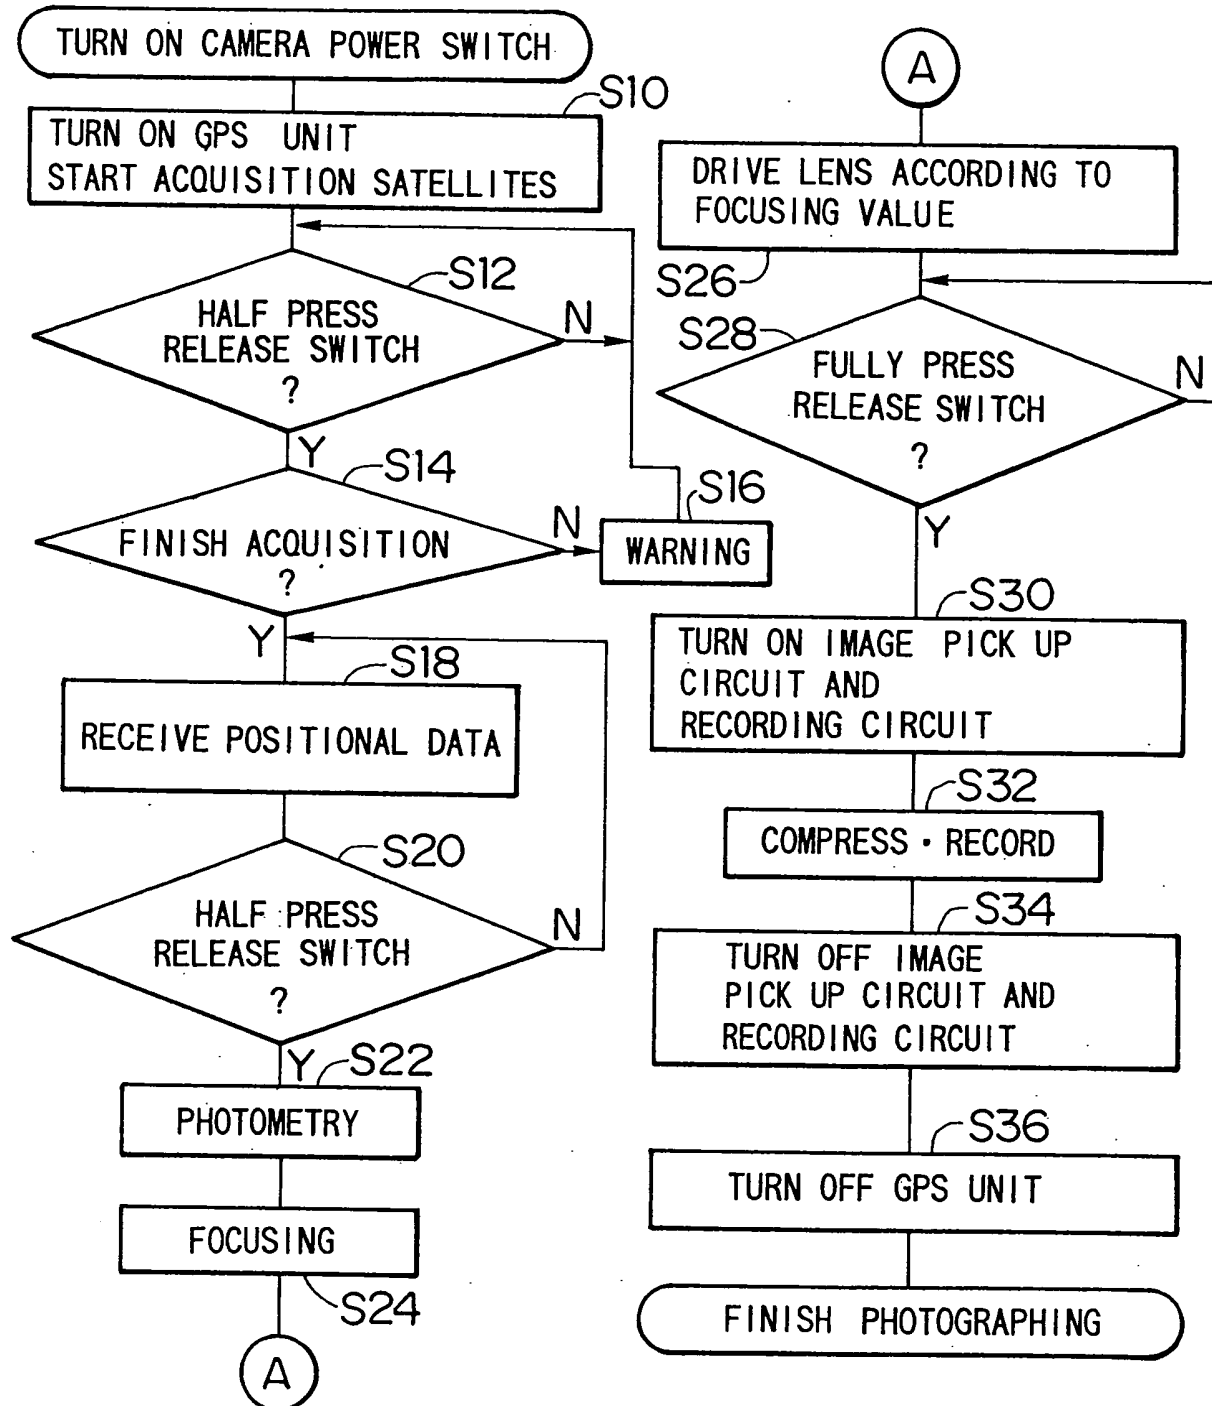 TURN ON CAMERA POWER SWITCH
S10
TURN ON GPS UNIT
START ACQUISITION SATELLITES
S12
HALF PRESS
RELEASE SWITCH
?
N
Y
S14
FINISH ACQUISITION
?
N
S16
WARNING
Y
S18
RECEIVE POSITIONAL DATA
S20
HALF PRESS
RELEASE SWITCH
?
N
Y
S22
PHOTOMETRY
FOCUSING
S24
A
A
DRIVE LENS ACCORDING TO
FOCUSING VALUE
S26
S28
FULLY PRESS
RELEASE SWITCH
?
N
Y
S30
TURN ON IMAGE PICK UP
CIRCUIT AND
RECORDING CIRCUIT
S32
COMPRESS・RECORD
S34
TURN OFF IMAGE
PICK UP CIRCUIT AND
RECORDING CIRCUIT
S36
TURN OFF GPS UNIT
FINISH PHOTOGRAPHING